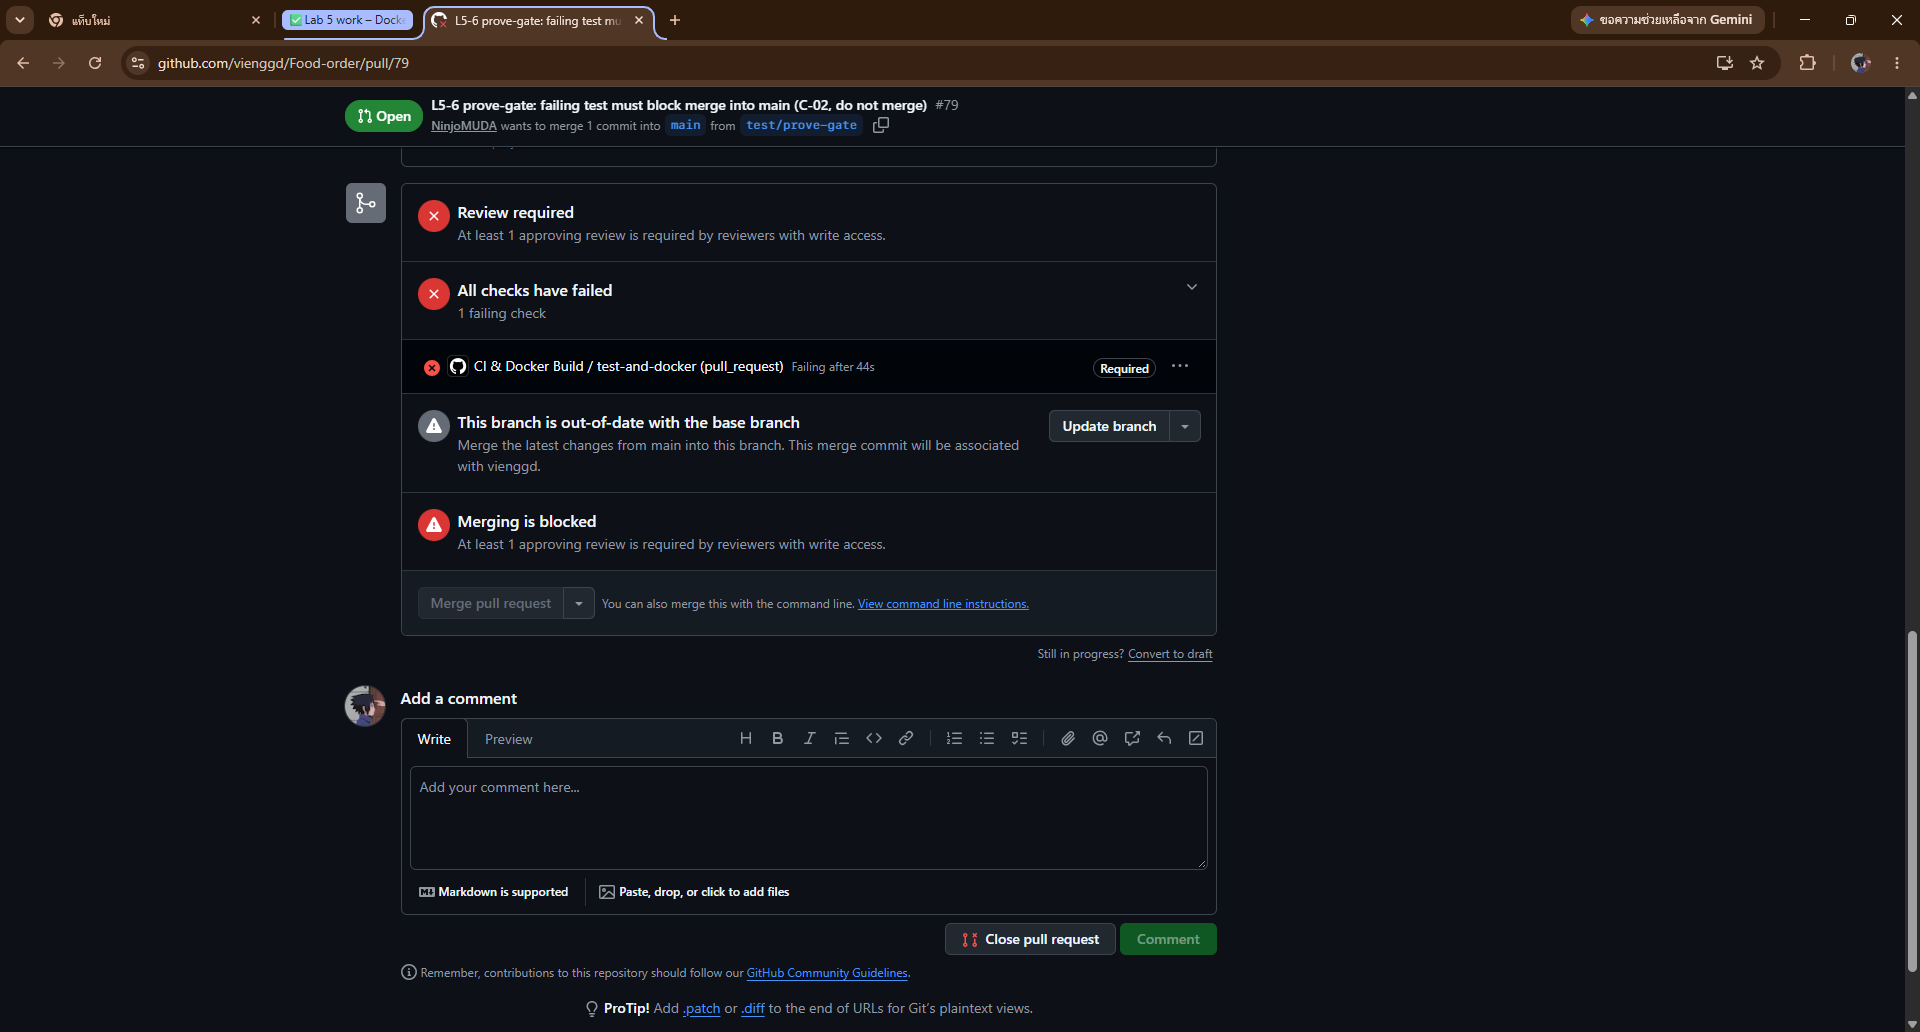 แท็บใหม่
Lab 5 work – Docke
L5-6 prove-gate: failing test mu
ขอความช่วยเหลือจาก Gemini
github.com/vienggd/Food-order/pull/79
Open
L5-6 prove-gate: failing test must block merge into main (C-02, do not merge) #79
NinjoMUDA wants to merge 1 commit into main from test/prove-gate
Review required
At least 1 approving review is required by reviewers with write access.
All checks have failed
1 failing check
CI & Docker Build / test-and-docker (pull_request) Failing after 44s
Required
This branch is out-of-date with the base branch
Merge the latest changes from main into this branch. This merge commit will be associated
with vienggd.
Update branch
Merging is blocked
At least 1 approving review is required by reviewers with write access.
Merge pull request
You can also merge this with the command line. View command line instructions.
Still in progress? Convert to draft
Add a comment
Write
Preview
Add your comment here...
Markdown is supported
Paste, drop, or click to add files
Close pull request
Comment
Remember, contributions to this repository should follow our GitHub Community Guidelines.
ProTip! Add .patch or .diff to the end of URLs for Git's plaintext views.